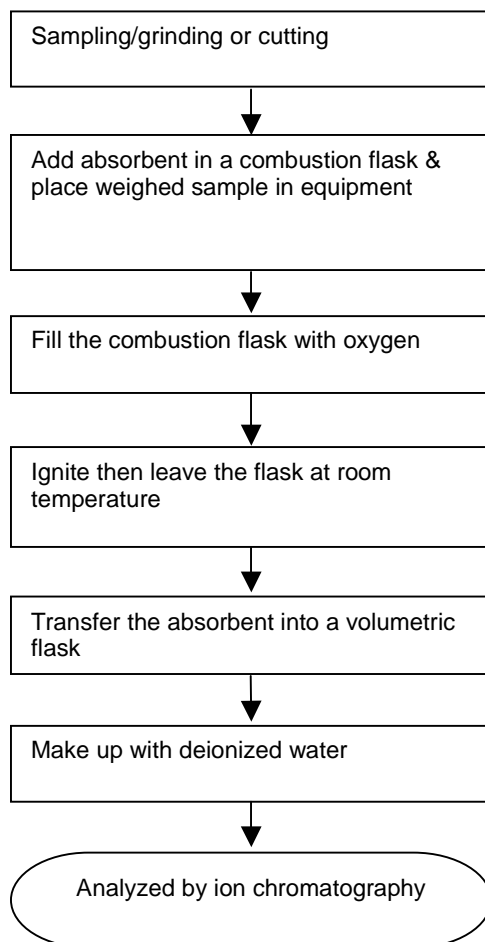 Sampling/grinding or cutting
Add absorbent in a combustion flask &
place weighed sample in equipment
Fill the combustion flask with oxygen
Ignite then leave the flask at room
temperature
Transfer the absorbent into a volumetric
flask
Make up with deionized water
Analyzed by ion chromatography